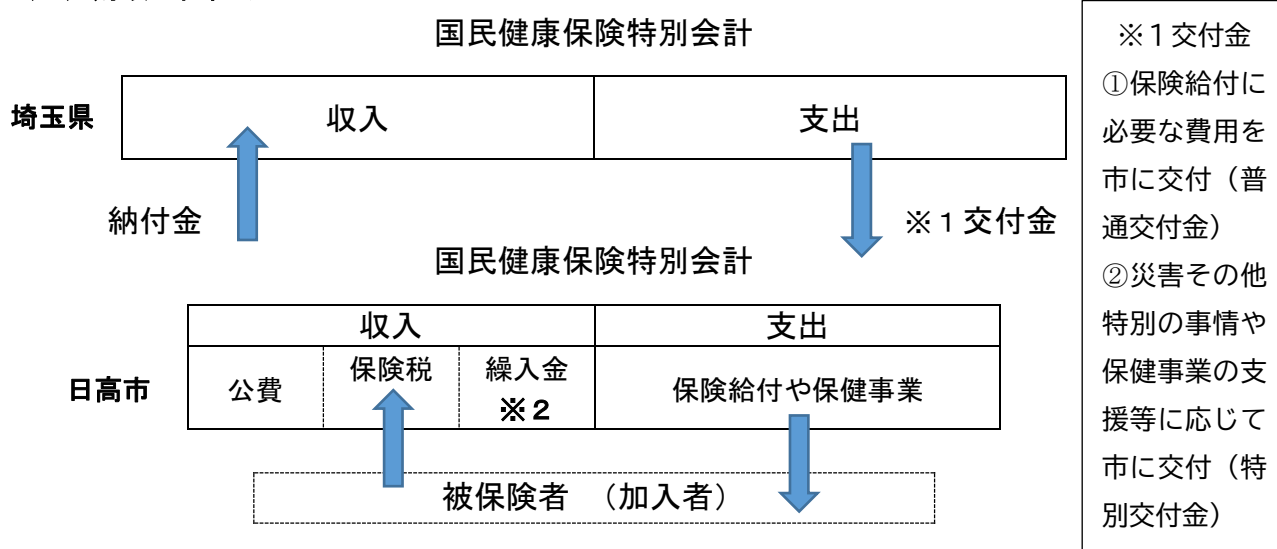 国民健康保険特別会計
埼玉県
収入
支出
納付金
※１交付金
国民健康保険特別会計
収入
支出
日高市
公費
保険税
繰入金
※２
保険給付や保健事業
被保険者　（加入者）
※１交付金
①保険給付に
必要な費用を
市に交付（普
通交付金）
②災害その他
特別の事情や
保健事業の支
援等に応じて
市に交付（特
別交付金）